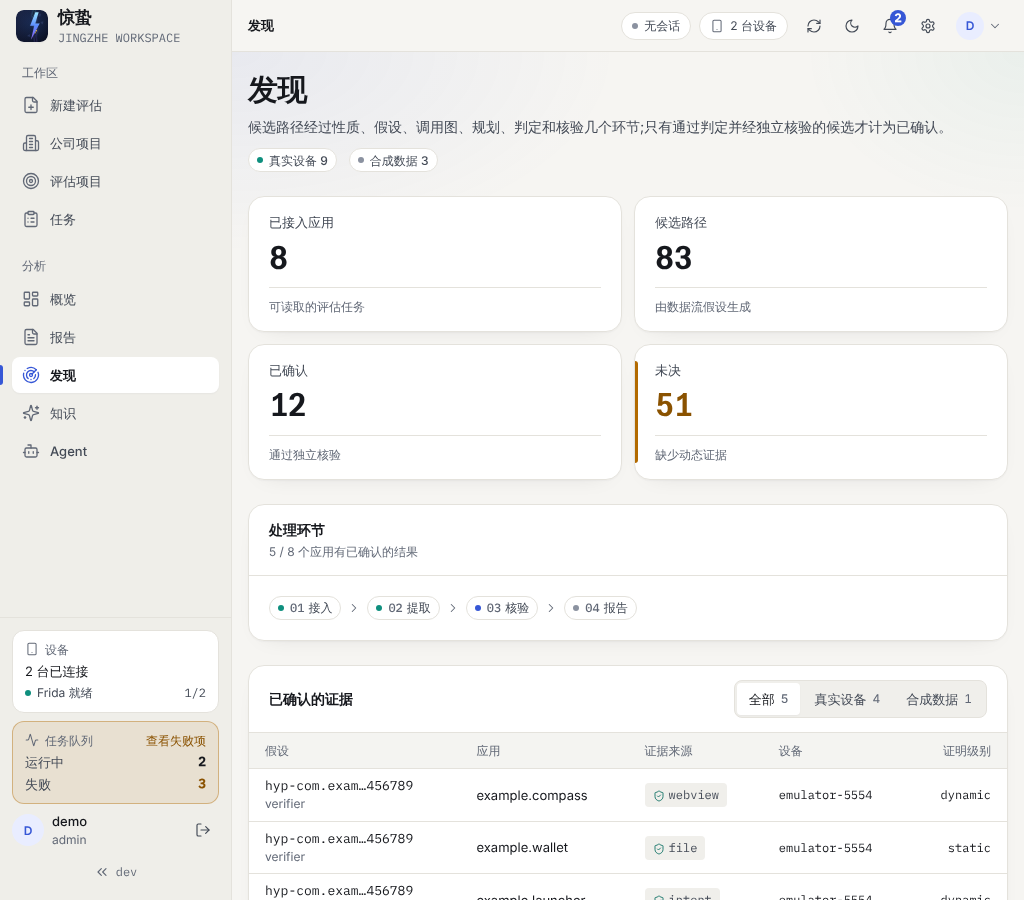 惊蛰
JINGZHE WORKSPACE
工作区
新建评估
公司项目
评估项目
任务
分析
概览
报告
发现
知识
Agent
设备
2 台已连接
Frida 就绪 1/2
任务队列 查看失败项
运行中 2
失败 3
D demo
admin
dev
发现 无会话 2 台设备 2 D
发现
候选路径经过性质、假设、调用图、规划、判定和核验几个环节;只有通过判定并经独立核验的候选才计为已确认。
真实设备 9 合成数据 3
已接入应用
8
可读取的评估任务
候选路径
83
由数据流假设生成
已确认
12
通过独立核验
未决
51
缺少动态证据
处理环节
5 / 8 个应用有已确认的结果
01 接入 02 提取 03 核验 04 报告
已确认的证据 全部 5 真实设备 4 合成数据 1
假设 应用 证据来源 设备 证明级别
hyp-com.exam…456789
verifier
example.compass webview emulator-5554 dynamic
hyp-com.exam…456789
verifier
example.wallet file emulator-5554 static
hyp-com.exam…456789
example.launcher intent emulator-5554 dynamic